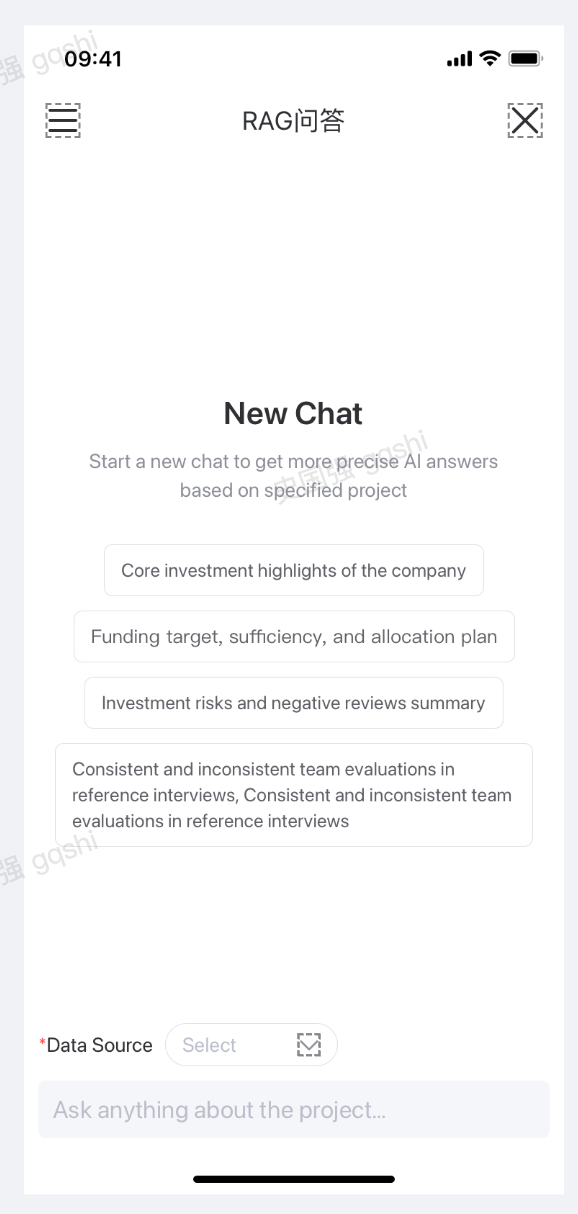 09:41
RAG问答
New Chat
Start a new chat to get more precise AI answers
based on specified project
史国强 gqshi
Core investment highlights of the company
Funding target, sufficiency, and allocation plan
Investment risks and negative reviews summary
Consistent and inconsistent team evaluations in
reference interviews, Consistent and inconsistent team
evaluations in reference interviews
强 gqshi
强 gqshi
*Data Source
Select
Ask anything about the project...